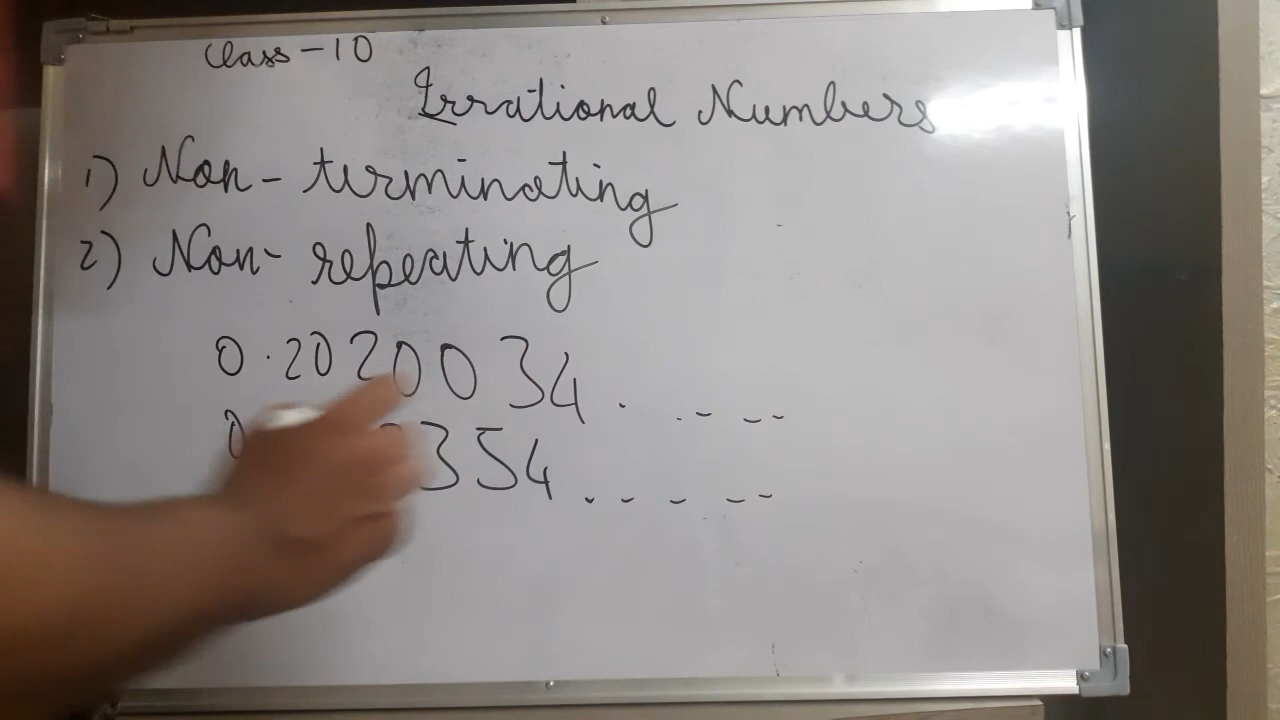 Class-10
Irrational Numbers
1) Non-terminating
2) Non-repeating
0.2020034. . - - -
354. - - - -